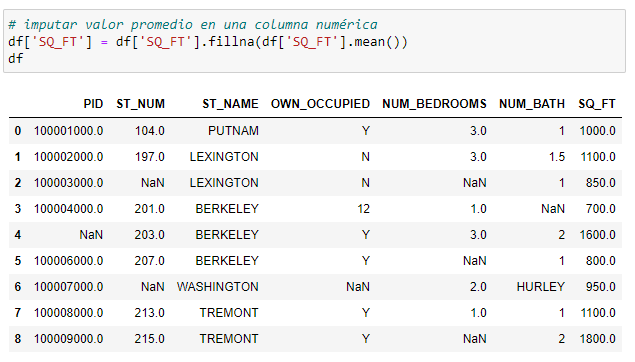 # imputar valor promedio en una columna numérica
df['SQ_FT'] = df['SQ_FT'].fillna(df['SQ_FT'].mean())
df
PID ST_NUM ST_NAME OWN_OCCUPIED NUM_BEDROOMS NUM_BATH SQ_FT
0 100001000.0 104.0 PUTNAM Y 3.0 1 1000.0
1 100002000.0 197.0 LEXINGTON N 3.0 1.5 1100.0
2 100003000.0 NaN LEXINGTON N NaN 1 850.0
3 100004000.0 201.0 BERKELEY 12 1.0 NaN 700.0
4 NaN 203.0 BERKELEY Y 3.0 2 1600.0
5 100006000.0 207.0 BERKELEY Y NaN 1 800.0
6 100007000.0 NaN WASHINGTON NaN 2.0 HURLEY 950.0
7 100008000.0 213.0 TREMONT Y 1.0 1 1100.0
8 100009000.0 215.0 TREMONT Y NaN 2 1800.0